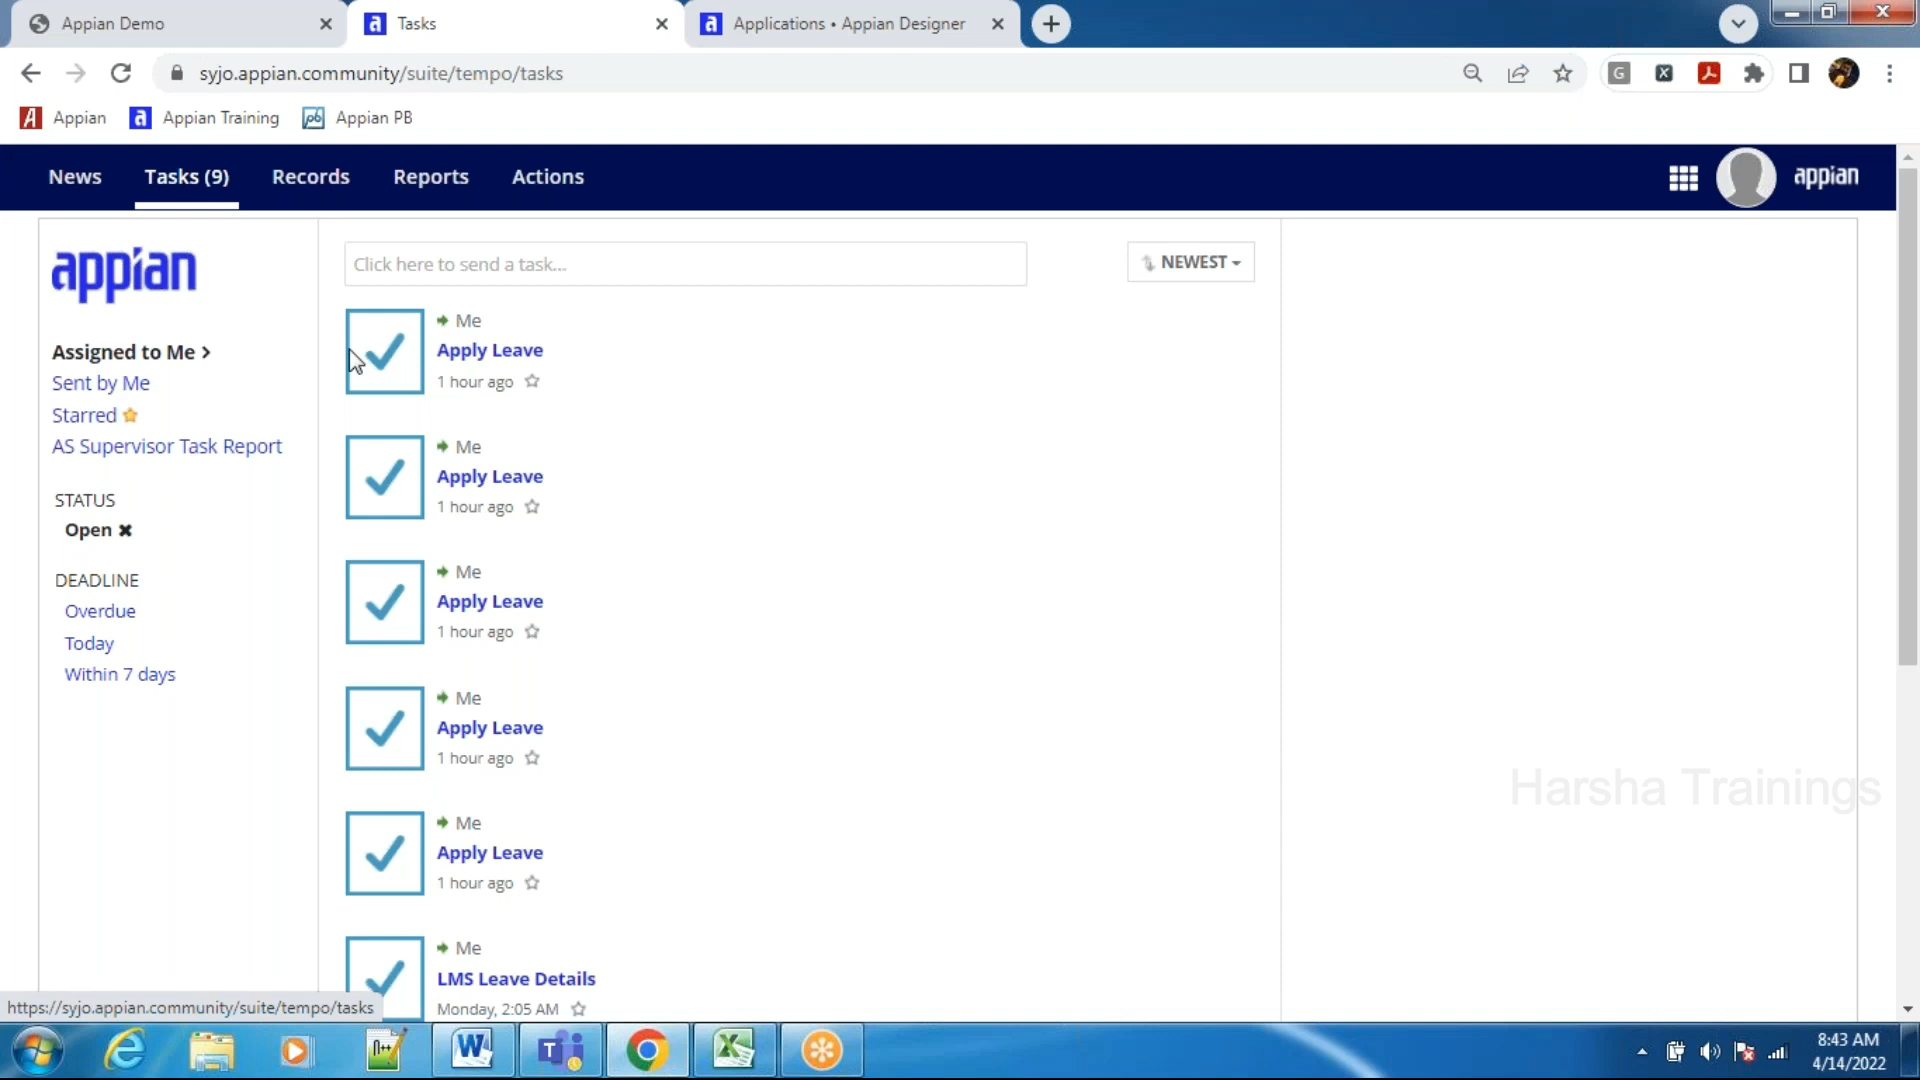 Appian Demo
Tasks
Applications • Appian Designer
syjo.appian.community/suite/tempo/tasks
Appian
Appian Training
Appian PB
News
Tasks (9)
Records
Reports
Actions
appian
appian
Click here to send a task...
NEWEST
Assigned to Me
Sent by Me
Starred
AS Supervisor Task Report
STATUS
Open
DEADLINE
Overdue
Today
Within 7 days
Me
Apply Leave
1 hour ago
Me
Apply Leave
1 hour ago
Me
Apply Leave
1 hour ago
Me
Apply Leave
1 hour ago
Me
Apply Leave
1 hour ago
Me
LMS Leave Details
Monday, 2:05 AM
Harsha Trainings
https://syjo.appian.community/suite/tempo/tasks
8:43 AM
4/14/2022